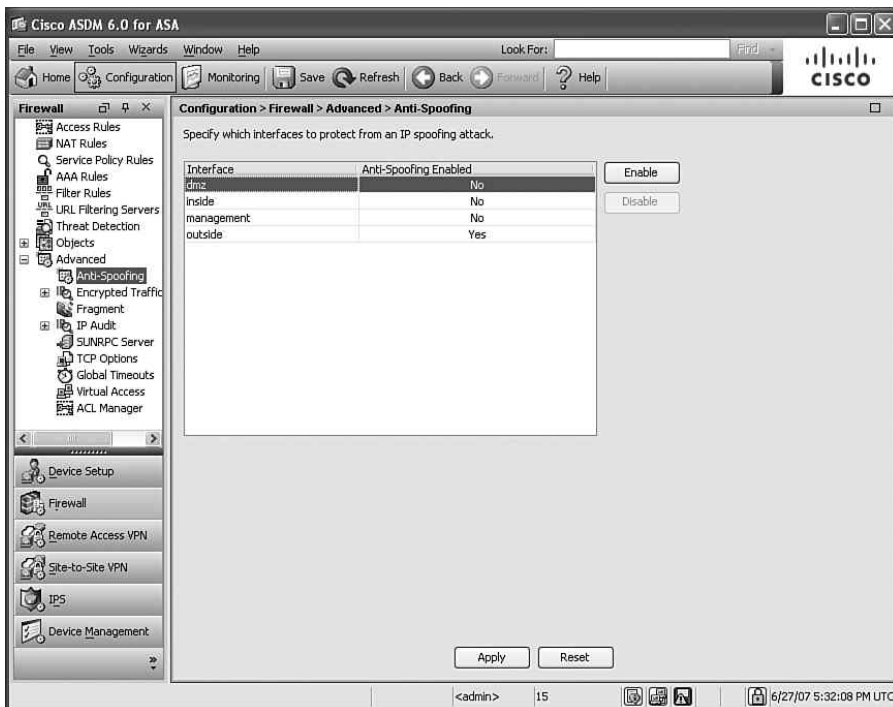 Cisco ASDM 6.0 for ASA
File View Tools Wizards Window Help Look For: Find
Home Configuration Monitoring Save Refresh Back Forward Help
CISCO
Firewall
Access Rules
NAT Rules
Service Policy Rules
AAA Rules
Filter Rules
URL Filtering Servers
Threat Detection
Objects
Advanced
Anti-Spoofing
Encrypted Traffic
Fragment
IP Audit
SUNRPC Server
TCP Options
Global Timeouts
Virtual Access
ACL Manager
Device Setup
Firewall
Remote Access VPN
Site-to-Site VPN
IPS
Device Management
Configuration > Firewall > Advanced > Anti-Spoofing
Specify which interfaces to protect from an IP spoofing attack.
Interface Anti-Spoofing Enabled
dmz No
inside No
management No
outside Yes
Enable
Disable
Apply Reset
<admin> 15 6/27/07 5:32:08 PM UTC